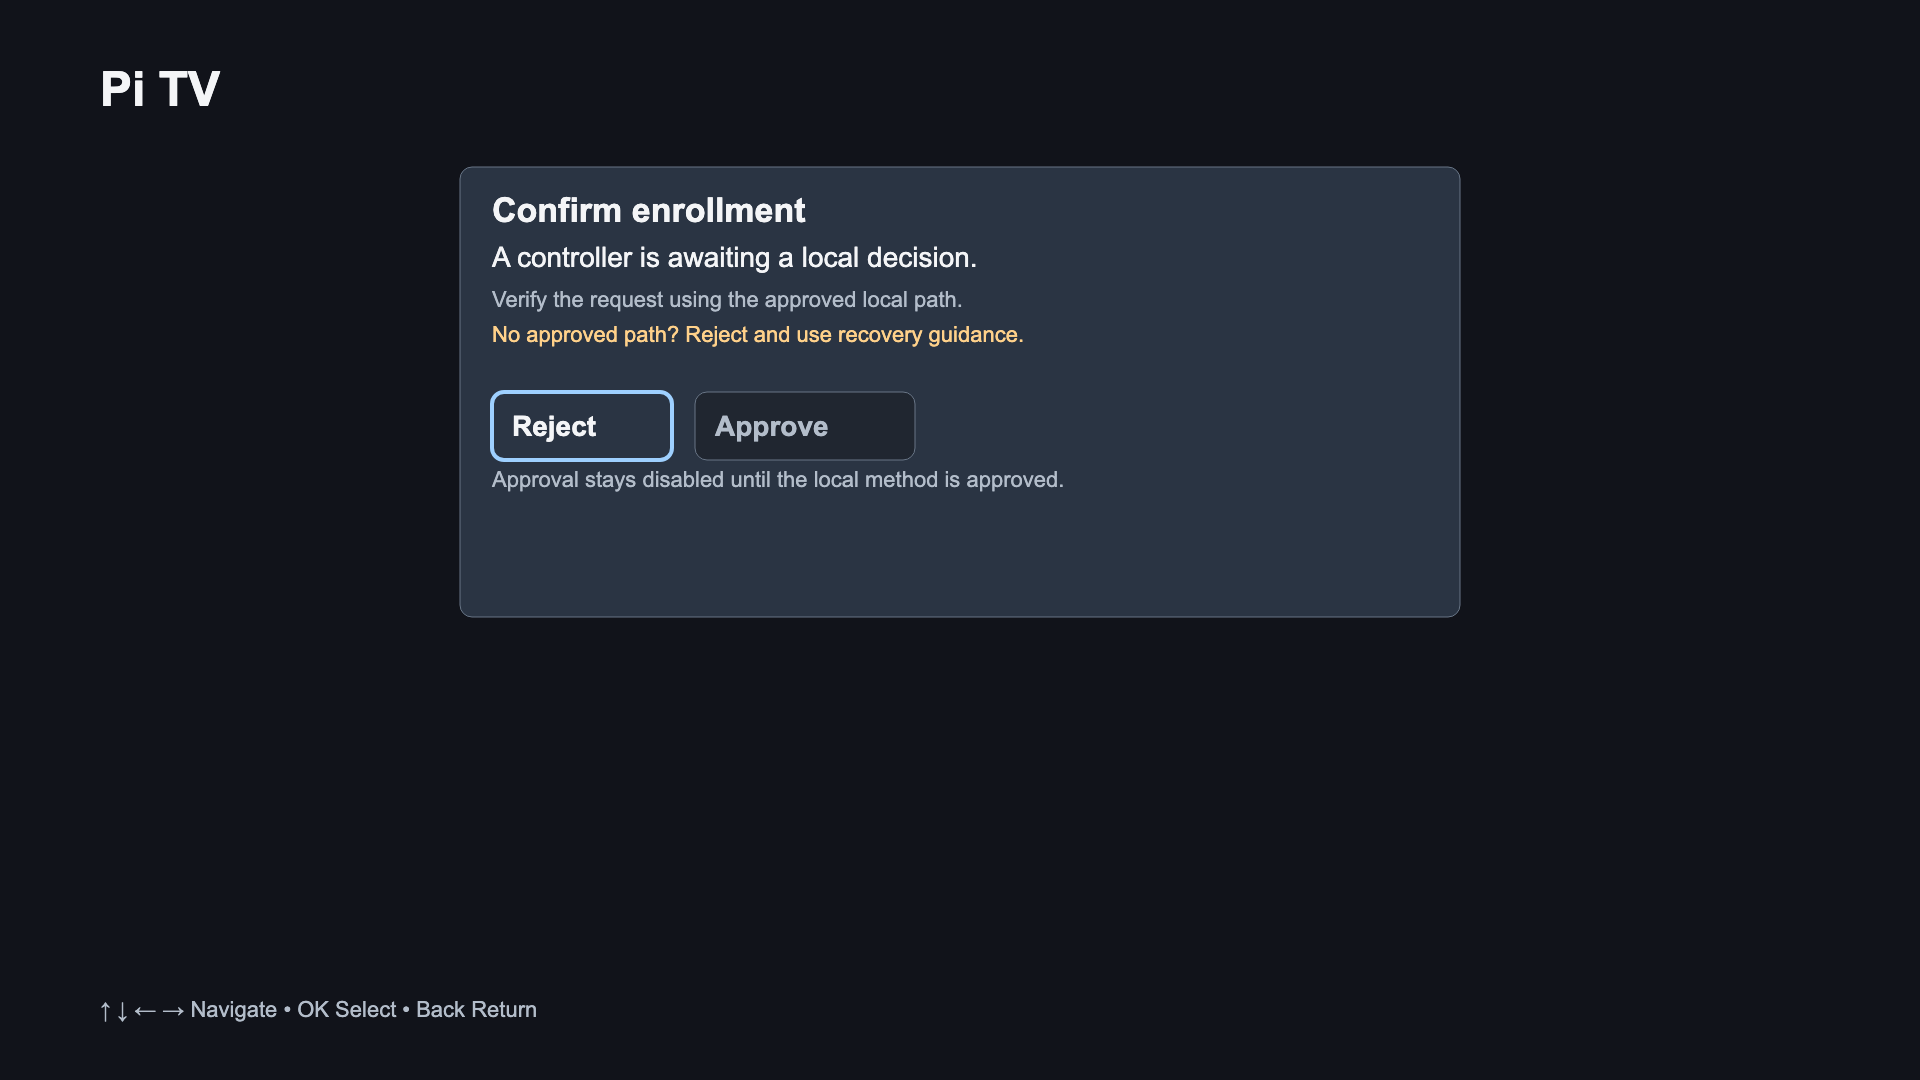 Pi TV
Confirm enrollment
A controller is awaiting a local decision.
Verify the request using the approved local path.
No approved path? Reject and use recovery guidance.
Reject
Approve
Approval stays disabled until the local method is approved.
↑ ↓ ← → Navigate • OK Select • Back Return